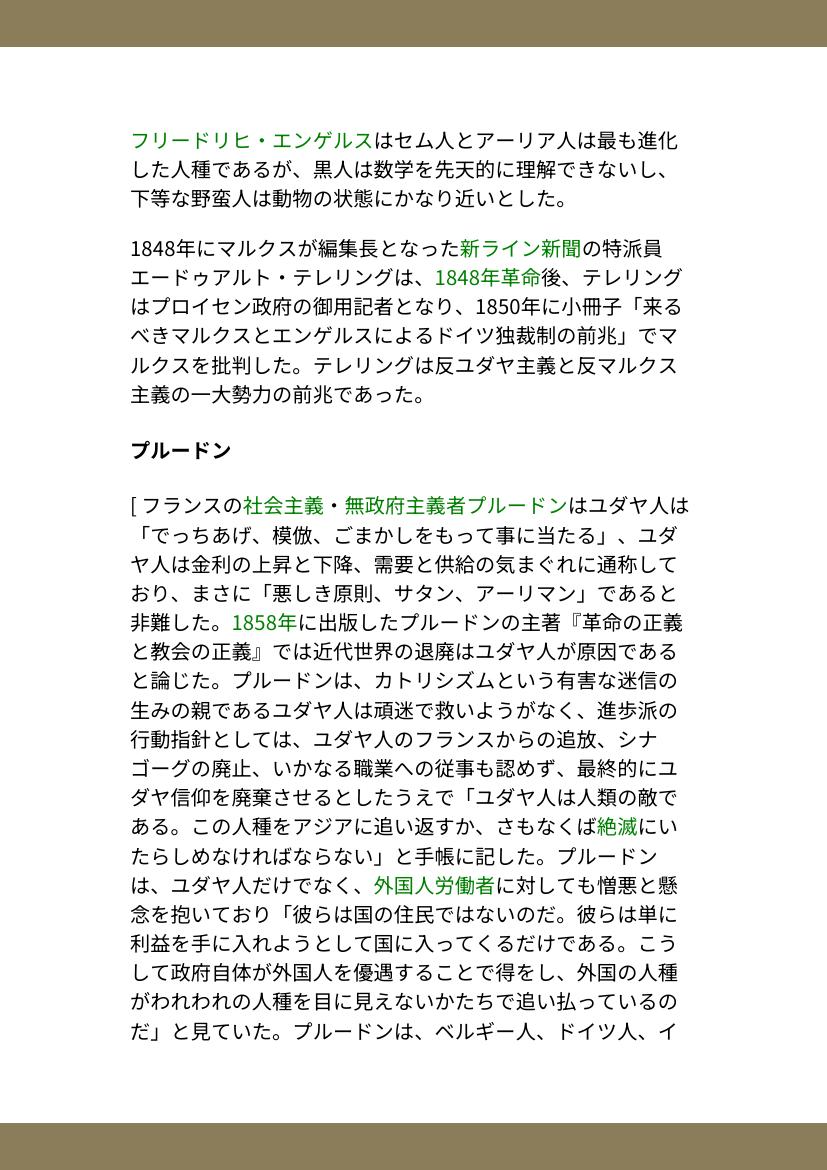 フリードリヒ・エンゲルスはセム人とアーリア人は最も進化
した人種であるが、黒人は数学を先天的に理解できないし、
下等な野蛮人は動物の状態にかなり近いとした。
1848年にマルクスが編集長となった新ライン新聞の特派員
エードゥアルト・テレリングは、1848年革命後、テレリング
はプロイセン政府の御用記者となり、1850年に小冊子「来る
べきマルクスとエンゲルスによるドイツ独裁制の前兆」でマ
ルクスを批判した。テレリングは反ユダヤ主義と反マルクス
主義の一大勢力の前兆であった。
プルードン
[ フランスの社会主義・無政府主義者プルードンはユダヤ人は
「でっちあげ、模倣、ごまかしをもって事に当たる」、ユダ
ヤ人は金利の上昇と下降、需要と供給の気まぐれに通称して
おり、まさに「悪しき原則、サタン、アーリマン」であると
非難した。1858年に出版したプルードンの主著『革命の正義
と教会の正義』では近代世界の退廃はユダヤ人が原因である
と論じた。プルードンは、カトリシズムという有害な迷信の
生みの親であるユダヤ人は頑迷で救いようがなく、進歩派の
行動指針としては、ユダヤ人のフランスからの追放、シナ
ゴーグの廃止、いかなる職業への従事も認めず、最終的にユ
ダヤ信仰を廃棄させるとしたうえで「ユダヤ人は人類の敵で
ある。この人種をアジアに追い返すか、さもなくば絶滅にい
たらしめなければならない」と手帳に記した。プルードン
は、ユダヤ人だけでなく、外国人労働者に対しても憎悪と懸
念を抱いており「彼らは国の住民ではないのだ。彼らは単に
利益を手に入れようとして国に入ってくるだけである。こう
して政府自体が外国人を優遇することで得をし、外国の人種
がわれわれの人種を目に見えないかたちで追い払っているの
だ」と見ていた。プルードンは、ベルギー人、ドイツ人、イ